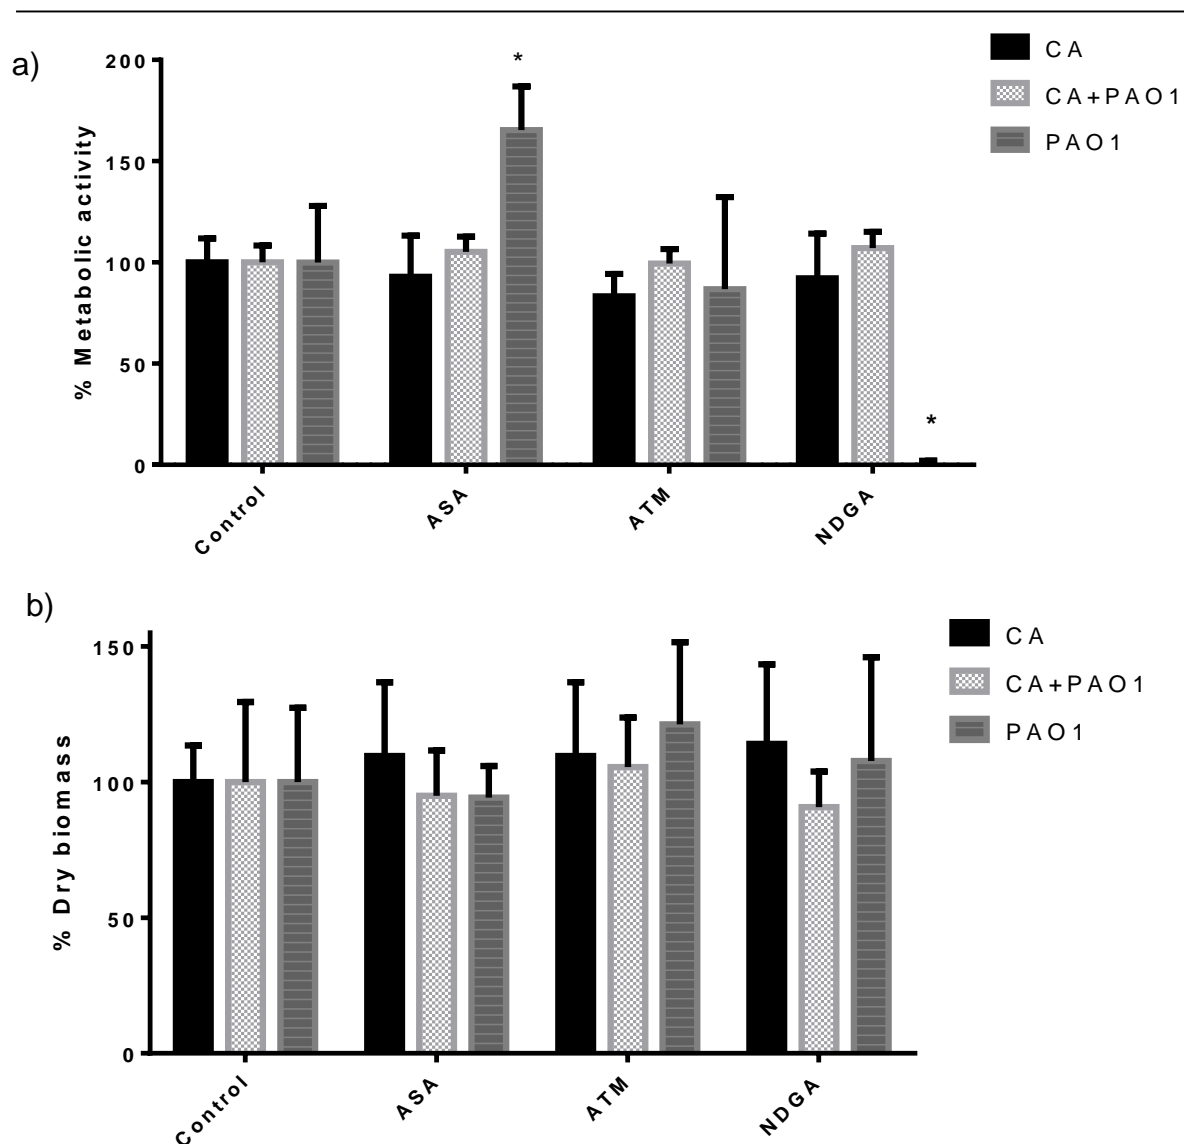 a)
200
150
100
50
0
% Metabolic activity
*
*
Control
ASA
ATM
NDGA
CA
CA+PAO1
PAO1
b)
150
100
50
0
% Dry biomass
Control
ASA
ATM
NDGA
CA
CA+PAO1
PAO1